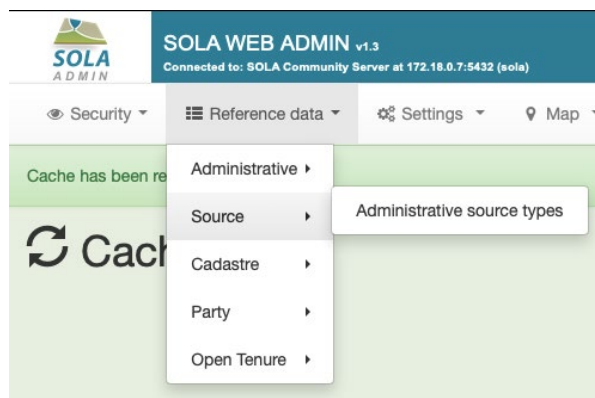 SOLA
ADMIN
SOLA WEB ADMIN v1.3
Connected to: SOLA Community Server at 172.18.0.7:5432 (sola)
Security
Reference data
Settings
Map
Cache has been re
Administrative
Source
Administrative source types
Cach
Cadastre
Party
Open Tenure